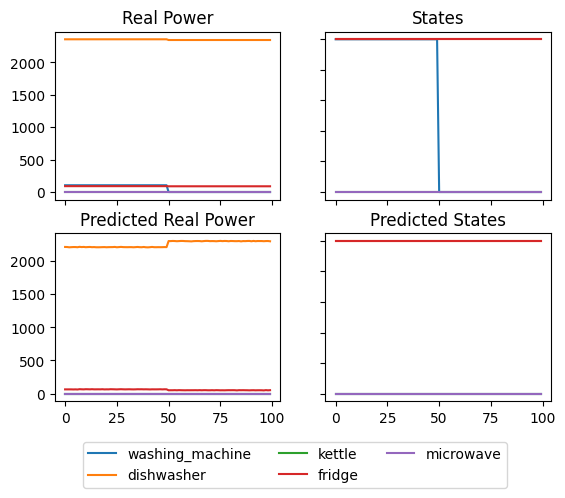 Real Power
States
2000
1500
1000
500
0
Predicted Real Power
Predicted States
2000
1500
1000
500
0
0 25 50 75 100
0 25 50 75 100
washing_machine kettle microwave
dishwasher fridge